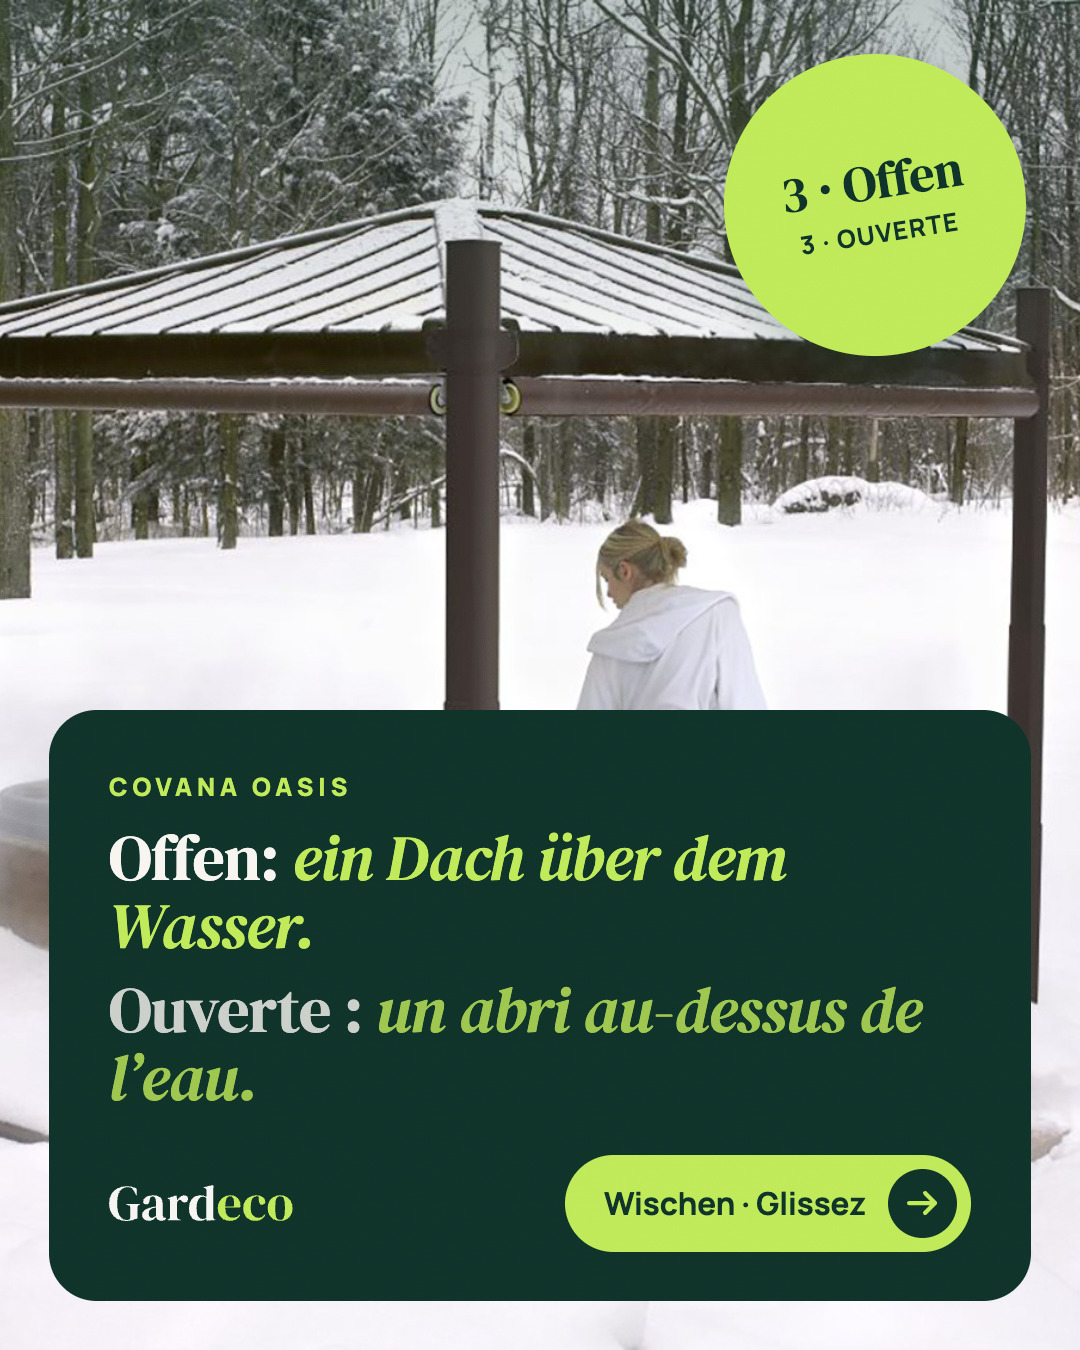 3 · Offen
3 · OUVERTE
COVANA OASIS
Offen: ein Dach über dem
Wasser.
Ouverte : un abri au-dessus de
l’eau.
Gardeco
Wischen · Glissez